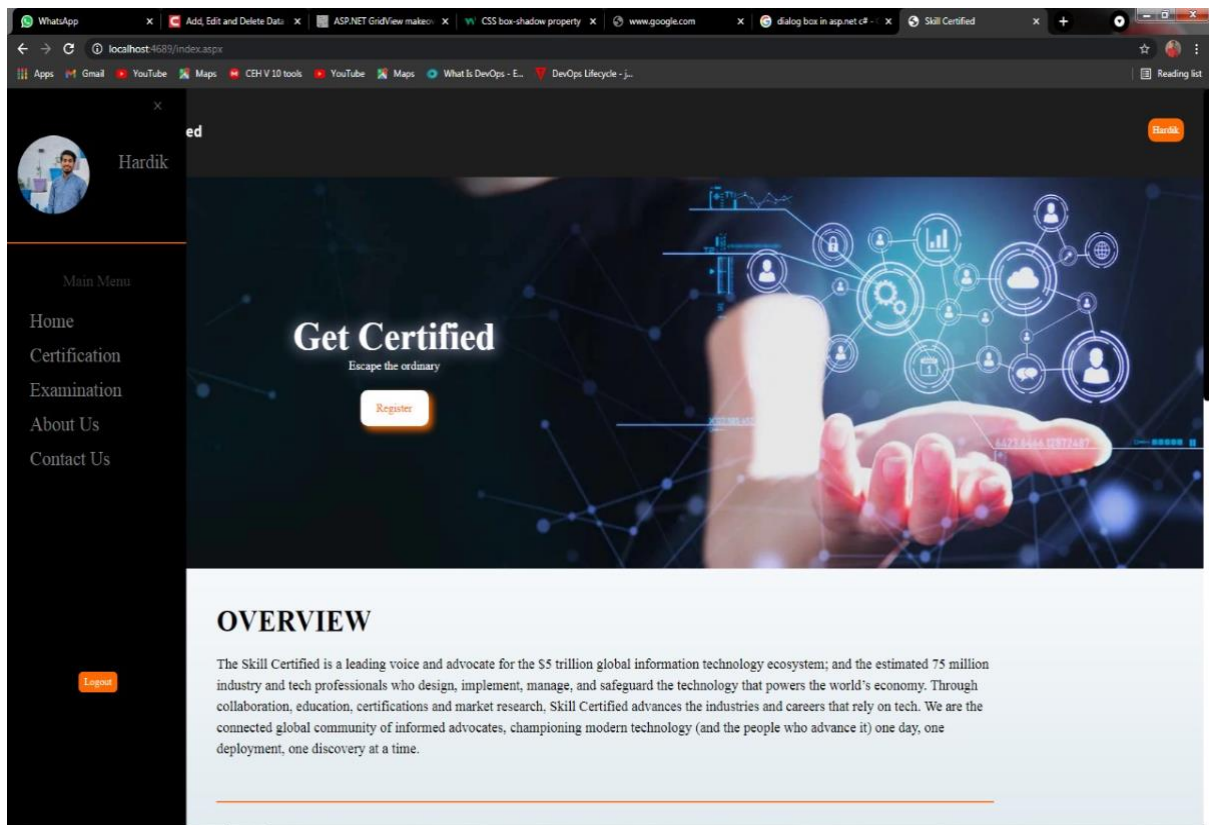 WhatsApp
Add, Edit and Delete Data
ASP.NET GridView makeov
CSS box-shadow property
www.google.com
dialog box in asp.net c# -
Skill Certified
localhost:4689/index.aspx
Apps
Gmail
YouTube
Maps
CEH V 10 tools
YouTube
Maps
What Is DevOps - E...
DevOps Lifecycle - j...
Reading list
ed
Hardik
Hardik
Main Menu
Home
Certification
Examination
About Us
Contact Us
Logout
Get Certified
Escape the ordinary
Register
OVERVIEW
The Skill Certified is a leading voice and advocate for the $5 trillion global information technology ecosystem; and the estimated 75 million
industry and tech professionals who design, implement, manage, and safeguard the technology that powers the world’s economy. Through
collaboration, education, certifications and market research, Skill Certified advances the industries and careers that rely on tech. We are the
connected global community of informed advocates, championing modern technology (and the people who advance it) one day, one
deployment, one discovery at a time.